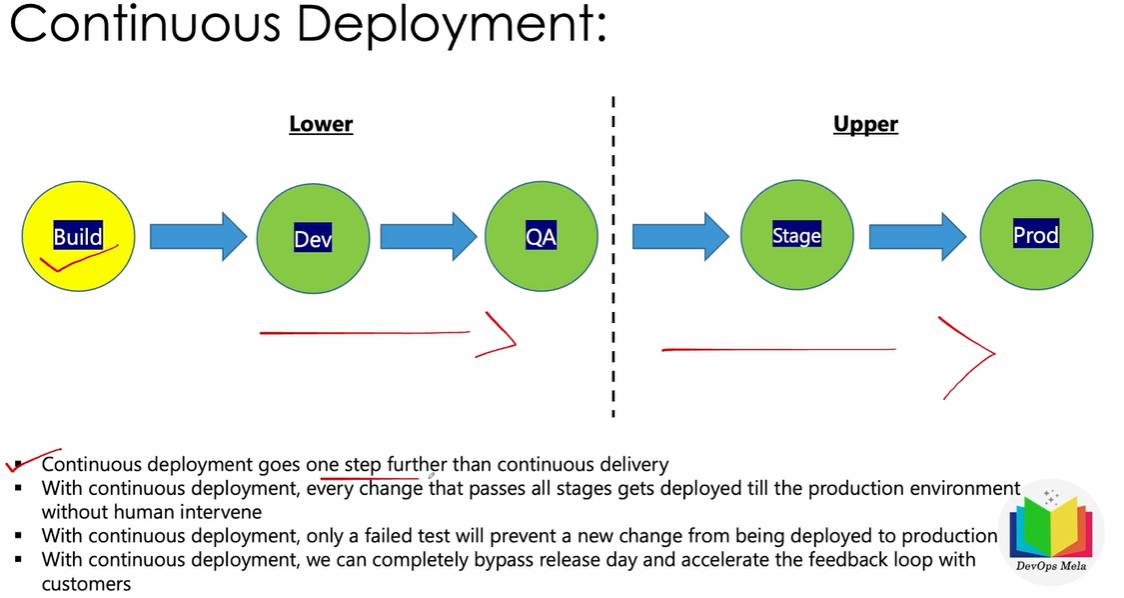 Continuous Deployment:
Lower
Upper
Build
Dev
QA
Stage
Prod
▪ Continuous deployment goes one step further than continuous delivery
▪ With continuous deployment, every change that passes all stages gets deployed till the production environment
without human intervene
▪ With continuous deployment, only a failed test will prevent a new change from being deployed to production
▪ With continuous deployment, we can completely bypass release day and accelerate the feedback loop with
customers
DevOps Mela